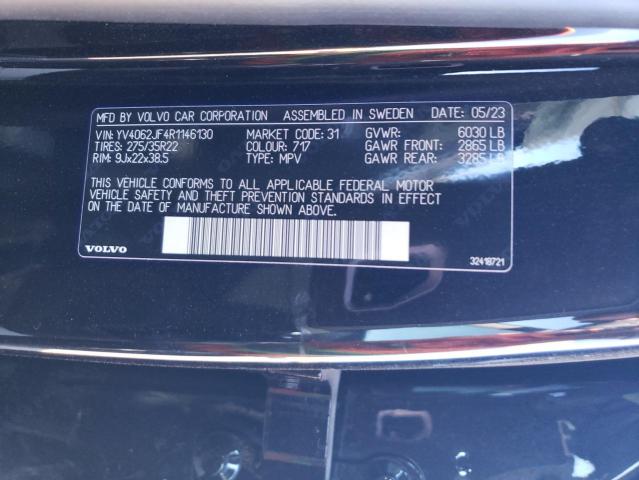 MFD BY VOLVO CAR CORPORATION ASSEMBLED IN SWEDEN DATE: 05/23
VIN: YV4062JF4R1146130 MARKET CODE: 31 GVWR: 6030 LB
TIRES: 275/35R22 COLOUR: 717 GAWR FRONT: 2865 LB
RIM: 9Jx22x38.5 TYPE: MPV GAWR REAR: 3285 LB
THIS VEHICLE CONFORMS TO ALL APPLICABLE FEDERAL MOTOR
VEHICLE SAFETY AND THEFT PREVENTION STANDARDS IN EFFECT
ON THE DATE OF MANUFACTURE SHOWN ABOVE.
VOLVO 32418721